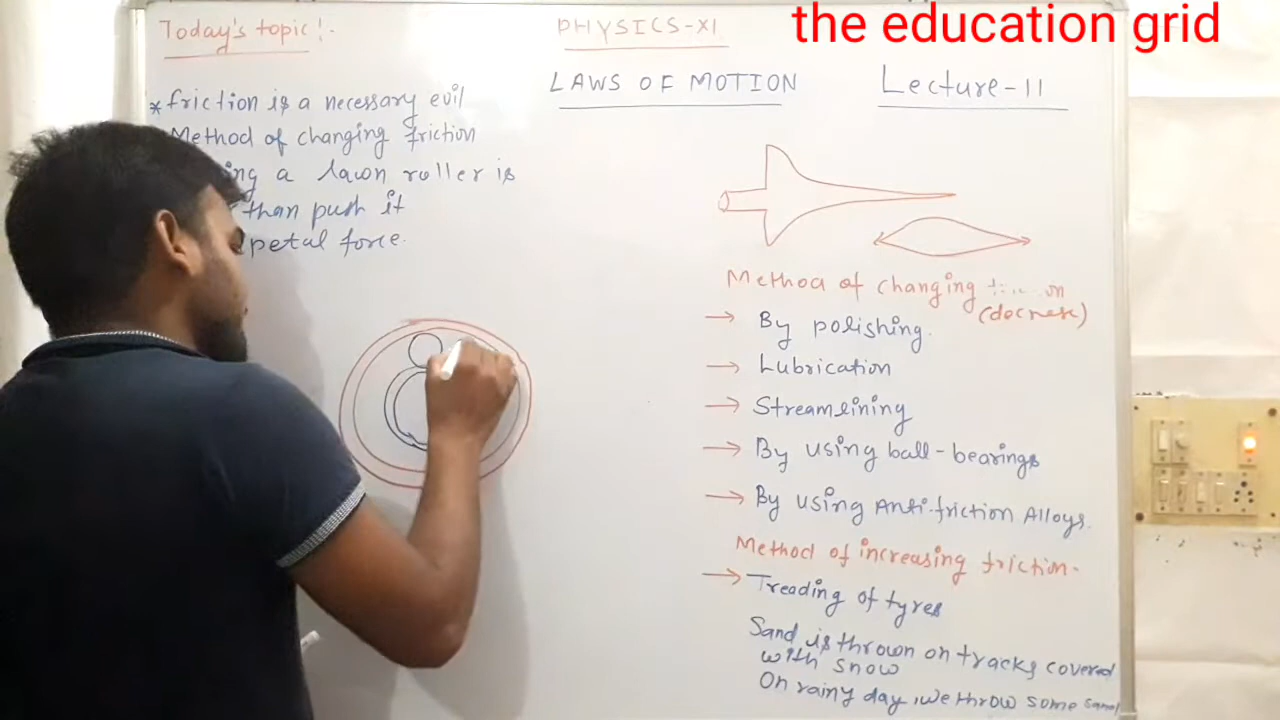 Today's topic!-
PHYSICS-XI
the education grid
LAWS OF MOTION
Lecture-11
* friction is a necessary evil
Method of changing friction
a lawn roller is
than push it
petal force.
Method of changing
(decrese)
→ By polishing.
→ Lubrication
→ Streamlining
→ By using ball-bearings
→ By using Anti-friction Alloys.
Method of increasing friction-
→ Treading of tyres
Sand is thrown on tracks covered
with snow
On rainy day, we throw some sand